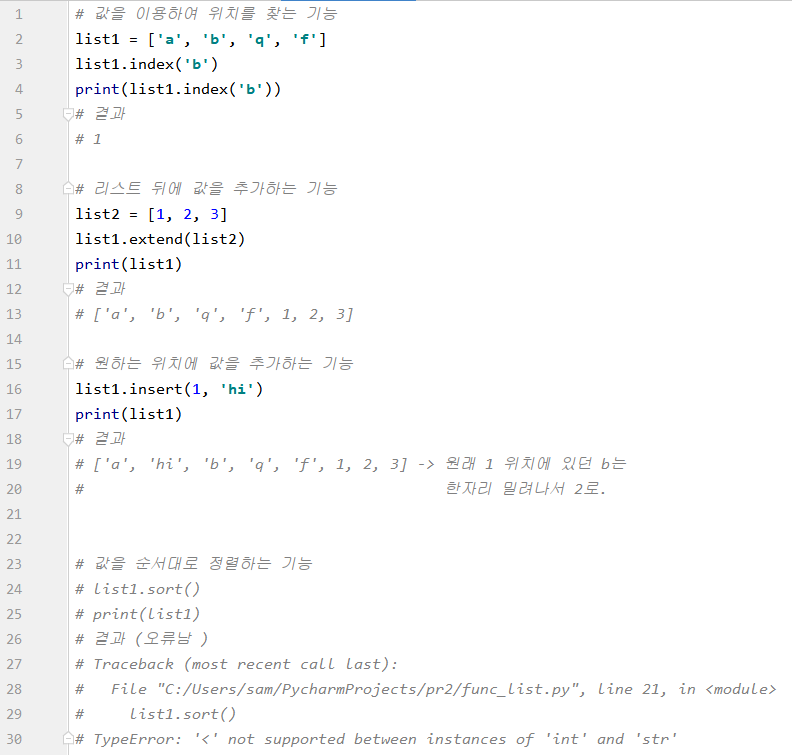 1 # 값을 이용하여 위치를 찾는 기능
2 list1 = ['a', 'b', 'q', 'f']
3 list1.index('b')
4 print(list1.index('b'))
5 # 결과
6 # 1
7
8 # 리스트 뒤에 값을 추가하는 기능
9 list2 = [1, 2, 3]
10 list1.extend(list2)
11 print(list1)
12 # 결과
13 # ['a', 'b', 'q', 'f', 1, 2, 3]
14
15 # 원하는 위치에 값을 추가하는 기능
16 list1.insert(1, 'hi')
17 print(list1)
18 # 결과
19 # ['a', 'hi', 'b', 'q', 'f', 1, 2, 3] -> 원래 1 위치에 있던 b는
20 # 한자리 밀려나서 2로.
21
22
23 # 값을 순서대로 정렬하는 기능
24 # list1.sort()
25 # print(list1)
26 # 결과 (오류남 )
27 # Traceback (most recent call last):
28 #   File "C:/Users/sam/PycharmProjects/pr2/func_list.py", line 21, in <module>
29 #     list1.sort()
30 # TypeError: '<' not supported between instances of 'int' and 'str'